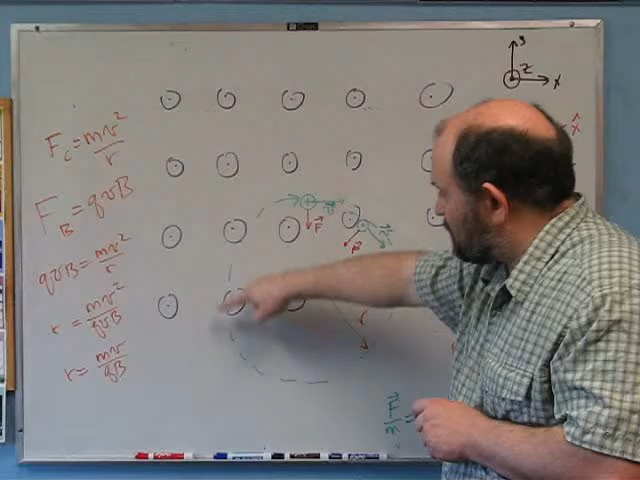 y
z
x
F_c = mv²/r
x̂
F_B = qvB
qvB = mv²/r
r = mv²/qvB
r = mv/qB
+
F⃗
F⃗
r
F⃗/m =